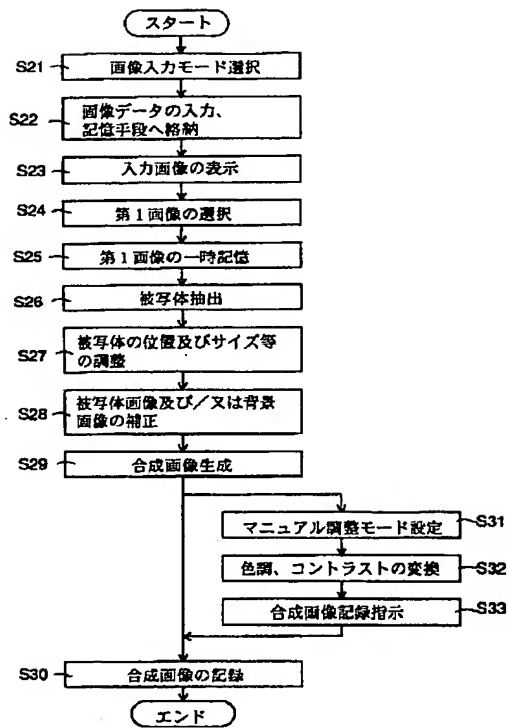 スタート
S21 画像入力モード選択
S22 画像データの入力、
記憶手段へ格納
S23 入力画像の表示
S24 第1画像の選択
S25 第1画像の一時記憶
S26 被写体抽出
S27 被写体の位置及びサイズ等
の調整
S28 被写体画像及び/又は背景
画像の補正
S29 合成画像生成
マニュアル調整モード設定 S31
色調、コントラストの変換 S32
合成画像記録指示 S33
S30 合成画像の記録
エンド